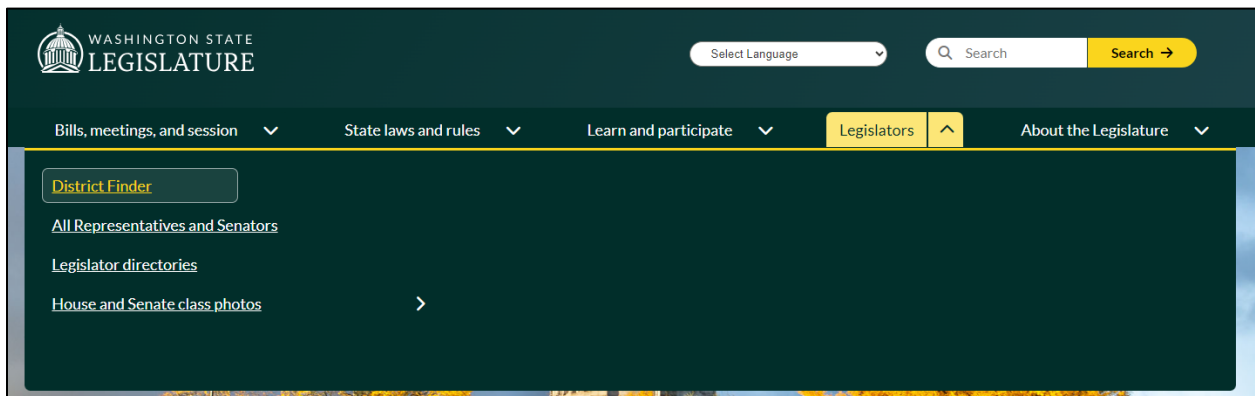 WASHINGTON STATE
LEGISLATURE
Select Language
Search
Search →
Bills, meetings, and session
State laws and rules
Learn and participate
Legislators
About the Legislature
District Finder
All Representatives and Senators
Legislator directories
House and Senate class photos